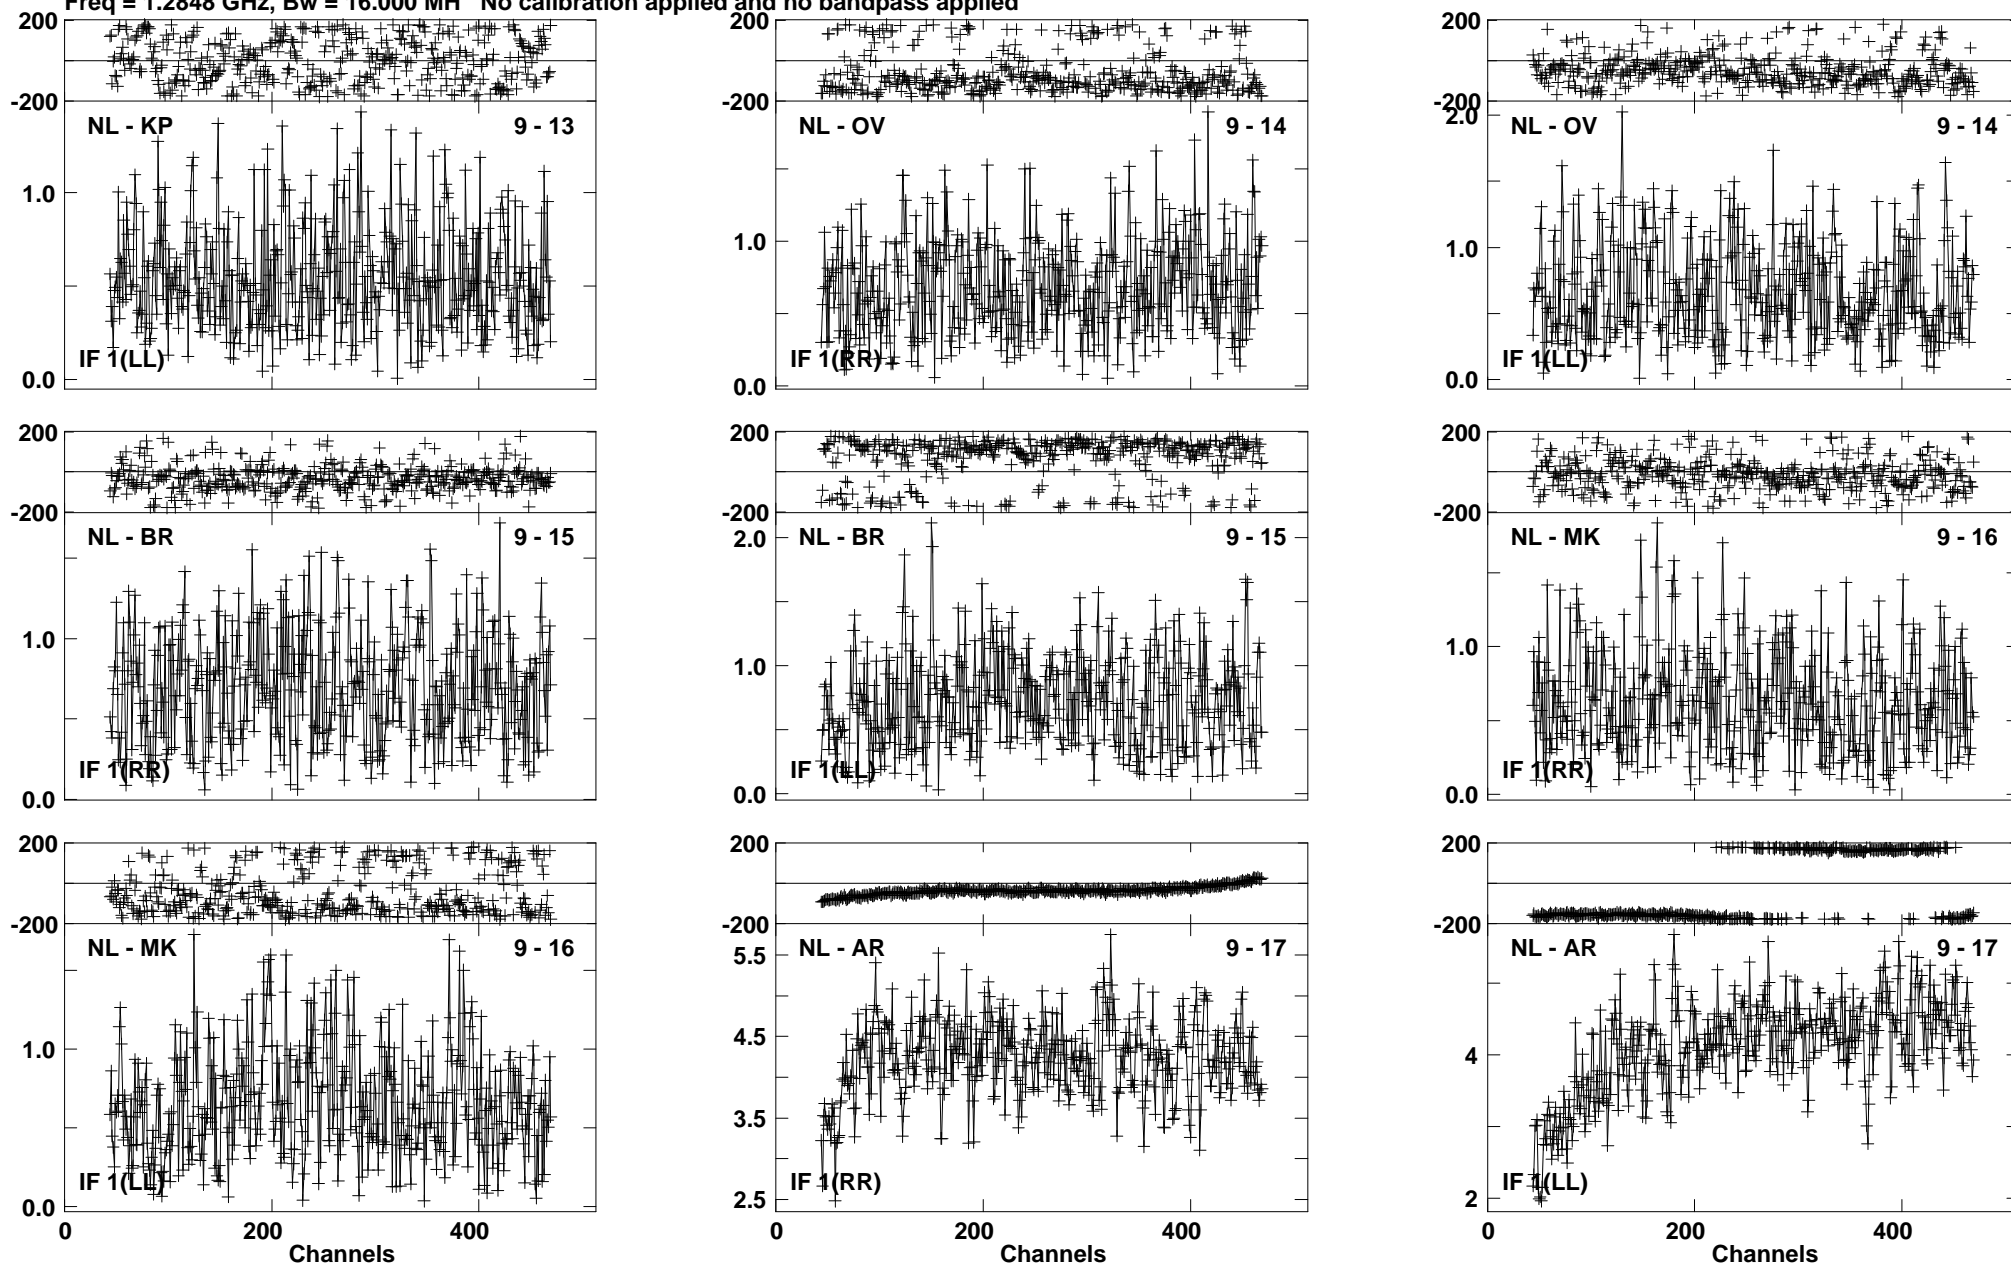 Freq = 1.2848 GHz, Bw = 16.000 MH No calibration applied and no bandpass applied
200
-200
NL - KP 9 - 13
1.0
IF 1(LL)
0.0
200
-200
NL - OV 9 - 14
1.0
IF 1(RR)
0.0
200
-200
2.0
NL - OV 9 - 14
1.0
IF 1(LL)
0.0
200
-200
NL - BR 9 - 15
1.0
IF 1(RR)
0.0
200
-200
NL - BR 9 - 15
2.0
1.0
IF 1(LL)
0.0
200
-200
NL - MK 9 - 16
1.0
IF 1(RR)
0.0
200
-200
NL - MK 9 - 16
1.0
IF 1(LL)
0.0
0 200 400
Channels
200
-200
NL - AR 9 - 17
5.5
4.5
3.5
IF 1(RR)
2.5
0 200 400
Channels
200
-200
NL - AR 9 - 17
4
IF 1(LL)
2
0 200 400
Channels